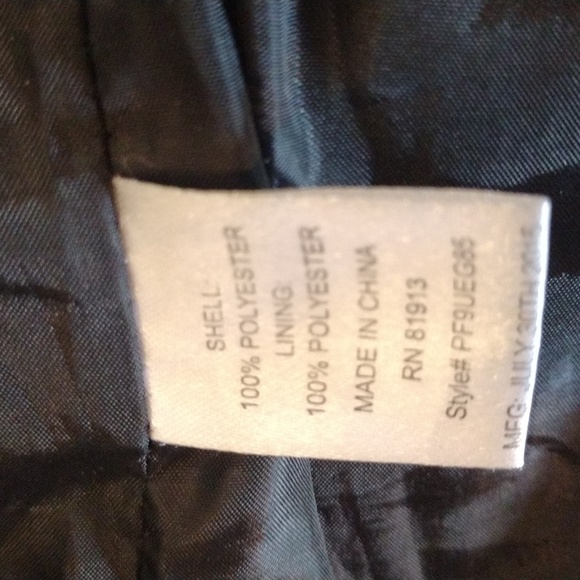 SHELL:
100% POLYESTER
LINING:
100% POLYESTER
MADE IN CHINA
RN 81913
Style# PF9UEG85
MFG: JULY 30TH 2015